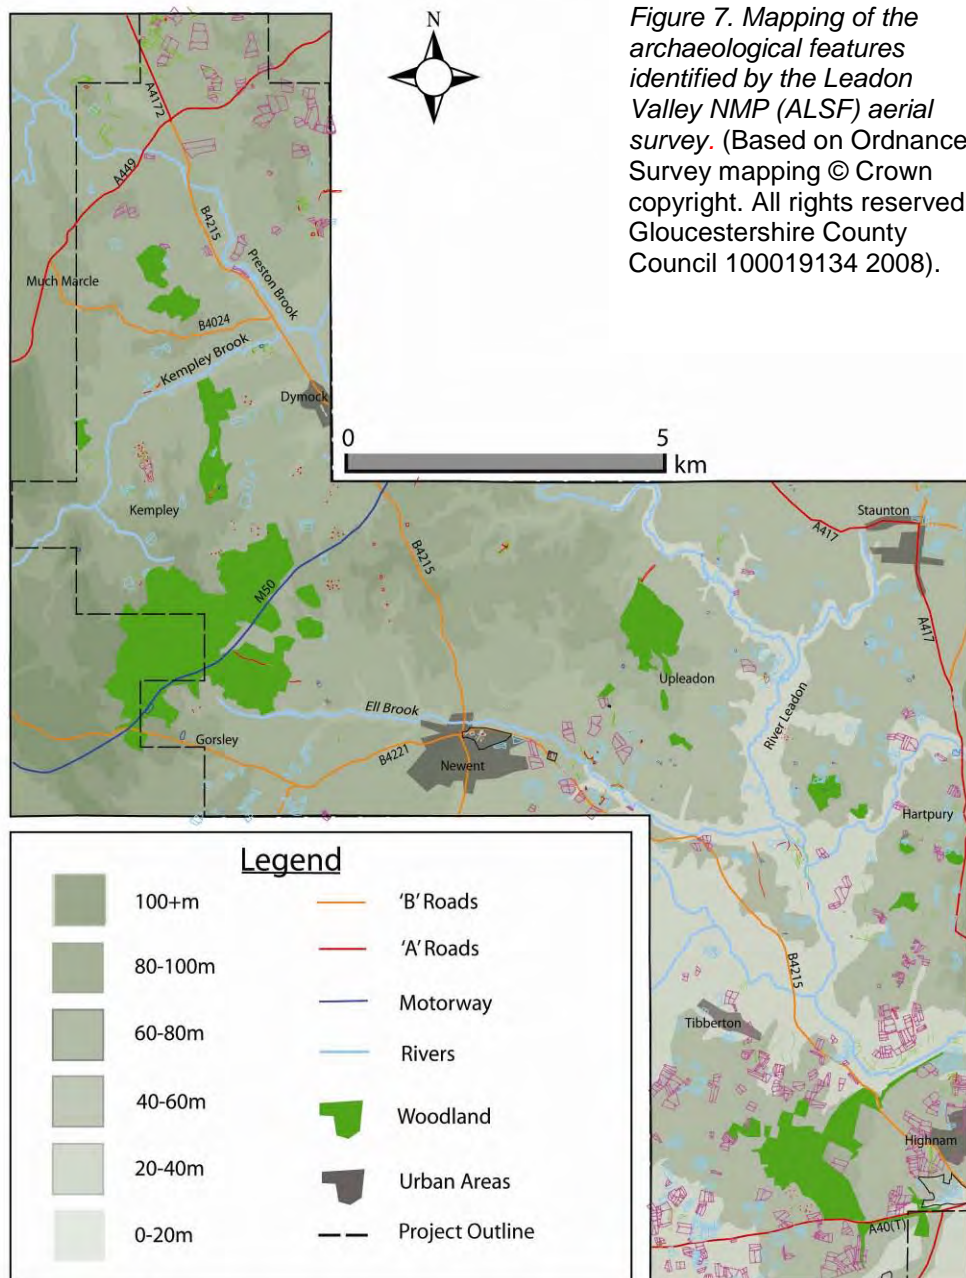 Figure 7. Mapping of the
archaeological features
identified by the Leadon
Valley NMP (ALSF) aerial
survey. (Based on Ordnance
Survey mapping © Crown
copyright. All rights reserved
Gloucestershire County
Council 100019134 2008).
N
A4172
A449
B4215
Preston Brook
Much Marcle
B4024
Kempley Brook
Dymock
0 5
km
Kempley
Staunton
A417
B4215
M50
A417
Upleadon
River Leadon
Ell Brook
Gorsley
B4221
Newent
Hartpury
B4215
Tibberton
Highnam
A40(T)
Legend
100+m
80-100m
60-80m
40-60m
20-40m
0-20m
'B' Roads
'A' Roads
Motorway
Rivers
Woodland
Urban Areas
Project Outline